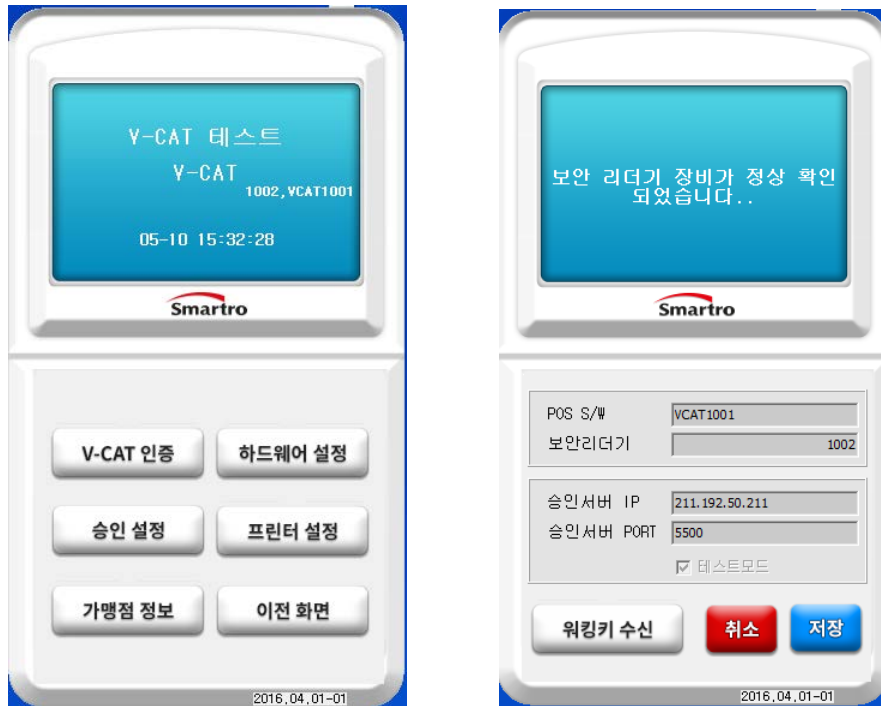 V-CAT 테스트
V-CAT
1002,VCAT1001
05-10 15:32:28
Smartro
V-CAT 인증
하드웨어 설정
승인 설정
프린터 설정
가맹점 정보
이전 화면
2016.04.01-01
보안 리더기 장비가 정상 확인
되었습니다..
Smartro
POS S/W
VCAT1001
보안리더기
1002
승인서버 IP
211.192.50.211
승인서버 PORT
5500
테스트모드
워킹키 수신
취소
저장
2016.04.01-01